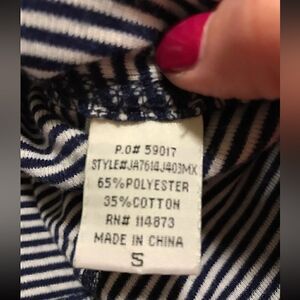 P.O# 59017
STYLE#JA7614J403MX
65%POLYESTER
35%COTTON
RN# 114873
MADE IN CHINA
S